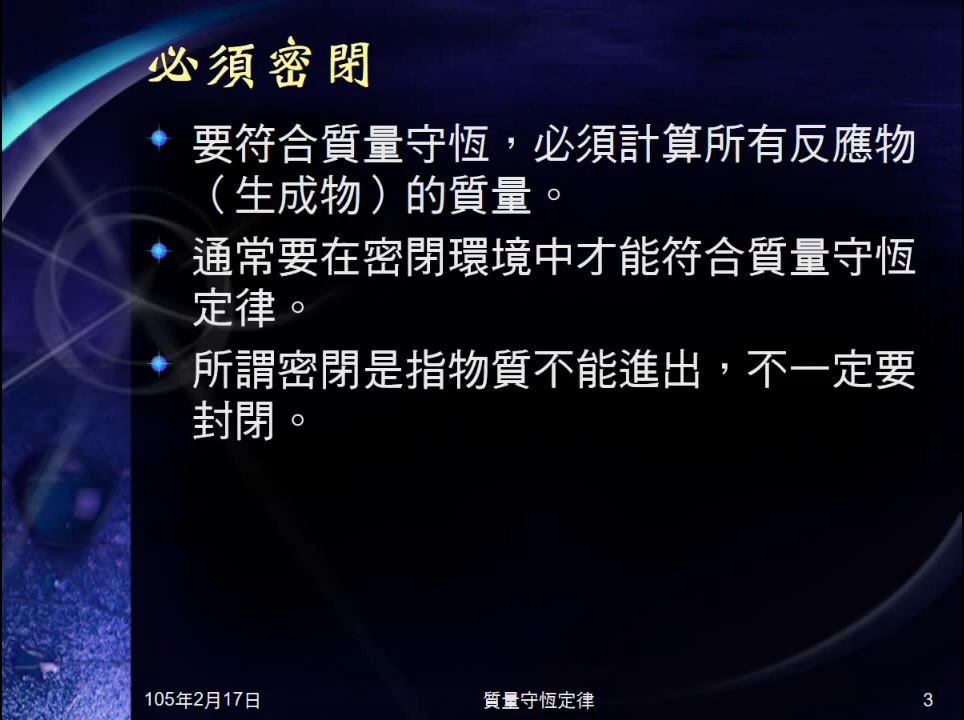 必須密閉
要符合質量守恆，必須計算所有反應物
（生成物）的質量。
通常要在密閉環境中才能符合質量守恆
定律。
所謂密閉是指物質不能進出，不一定要
封閉。
105年2月17日
質量守恆定律
3